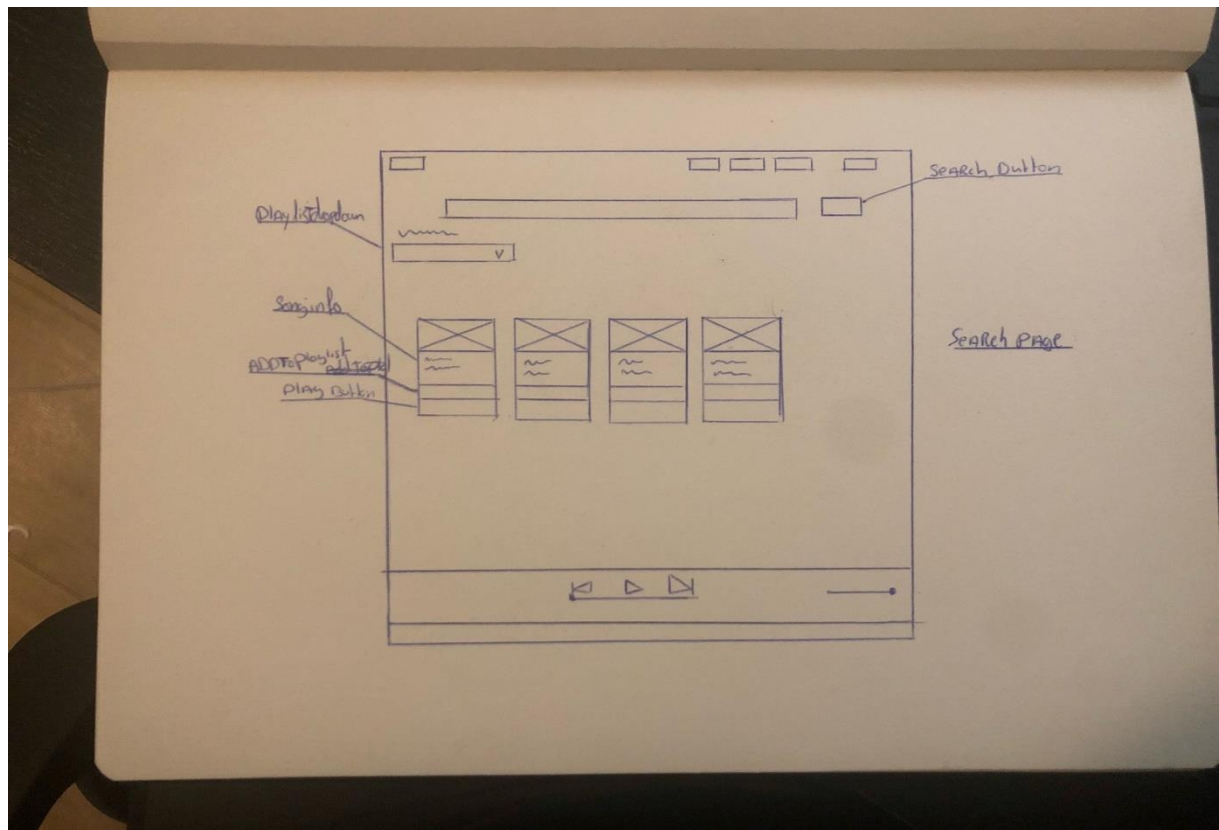 Search Button
Playlistdropdown
Songinfo
Search Page
ADDToplaylist
Play Button